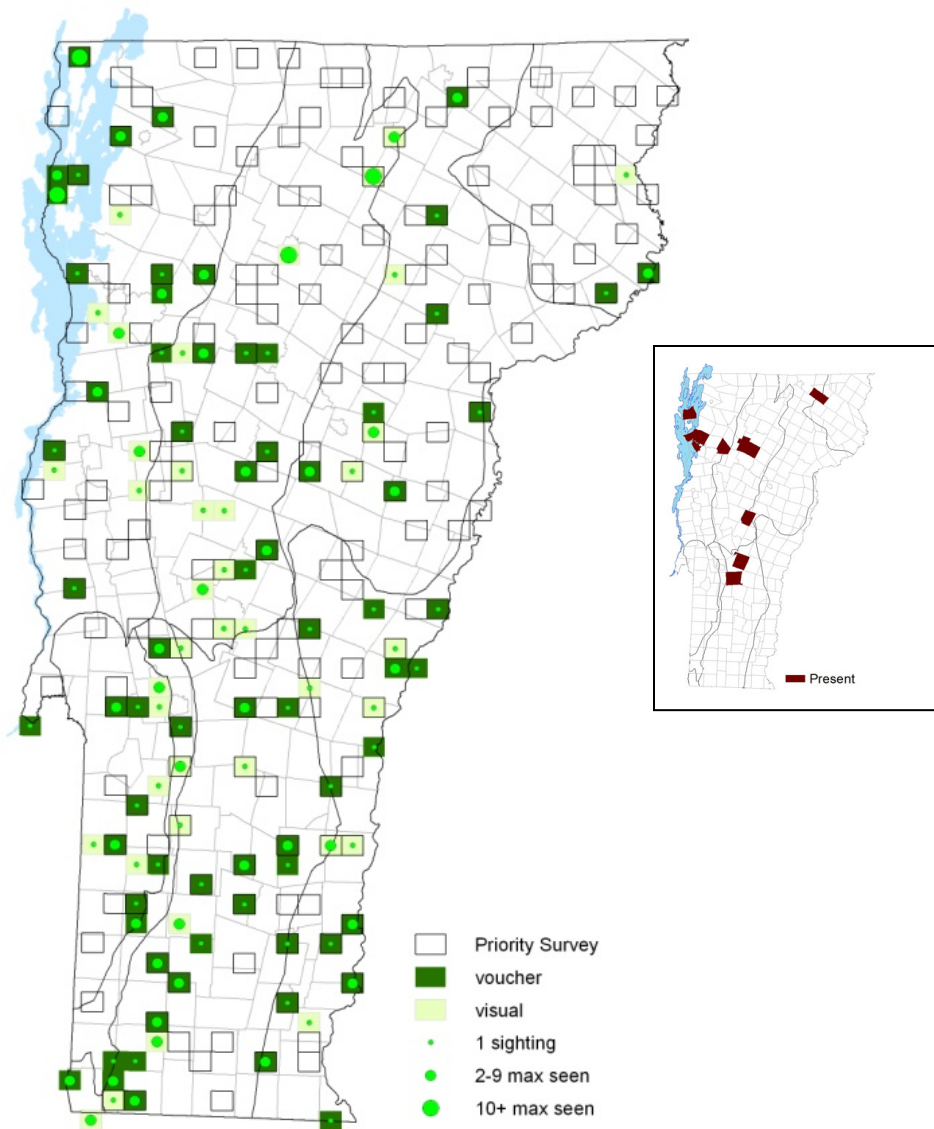 Present
Priority Survey
voucher
visual
1 sighting
2-9 max seen
10+ max seen